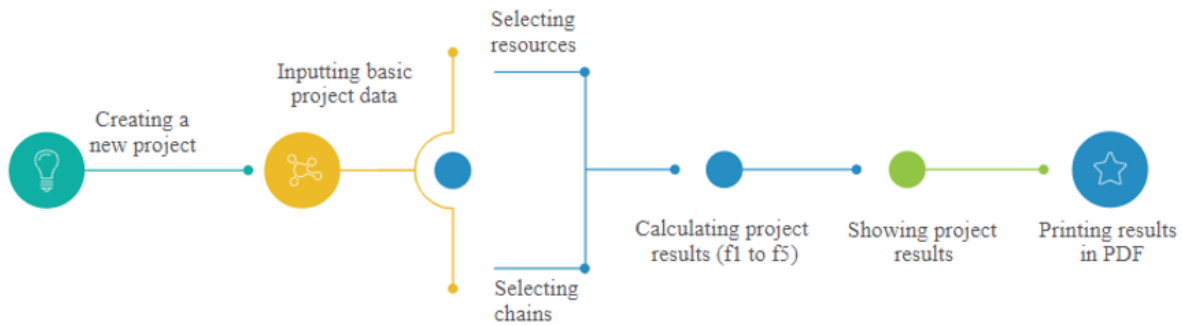 Creating a
new project
Inputting basic
project data
Selecting
resources
Selecting
chains
Calculating project
results (f1 to f5)
Showing project
results
Printing results
in PDF